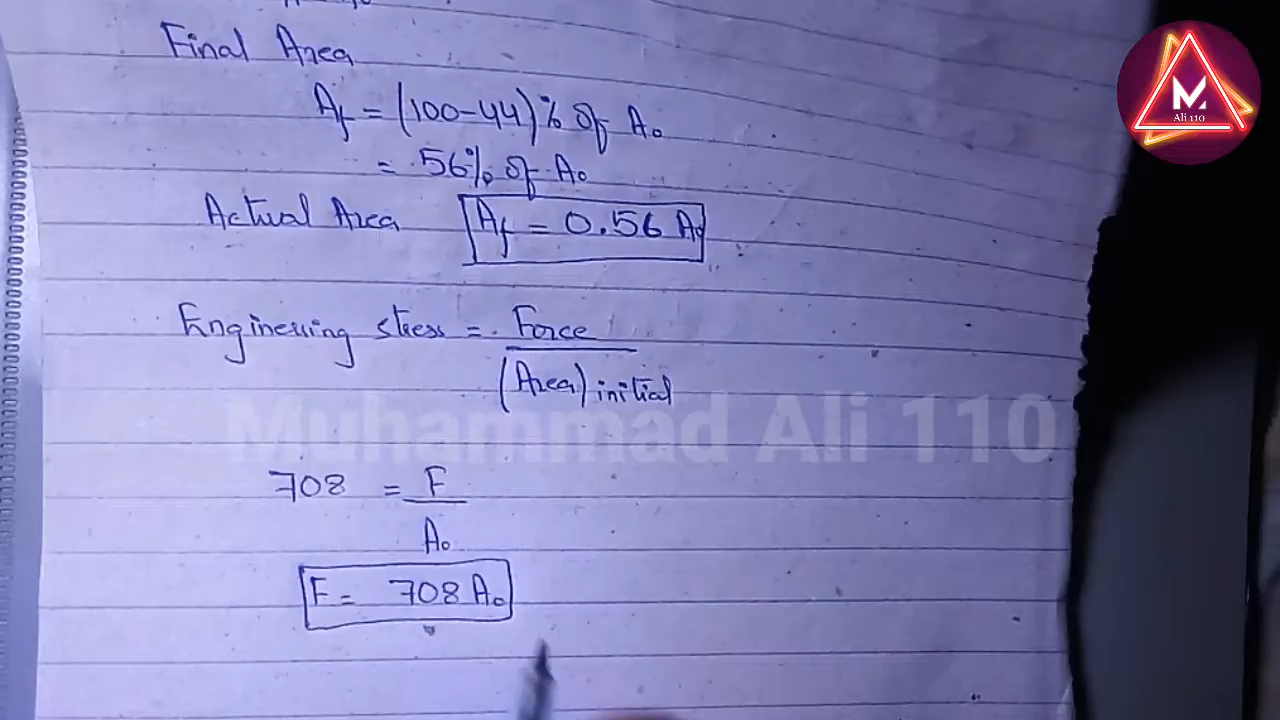 Final Area
Af = (100-44)% of A₀
= 56% of A₀
Actual Area Af = 0.56 A₀
Engineering stress = Force
(Area) initial
708 = F
A₀
F = 708 A₀
Muhammad Ali 110
M
Ali 110